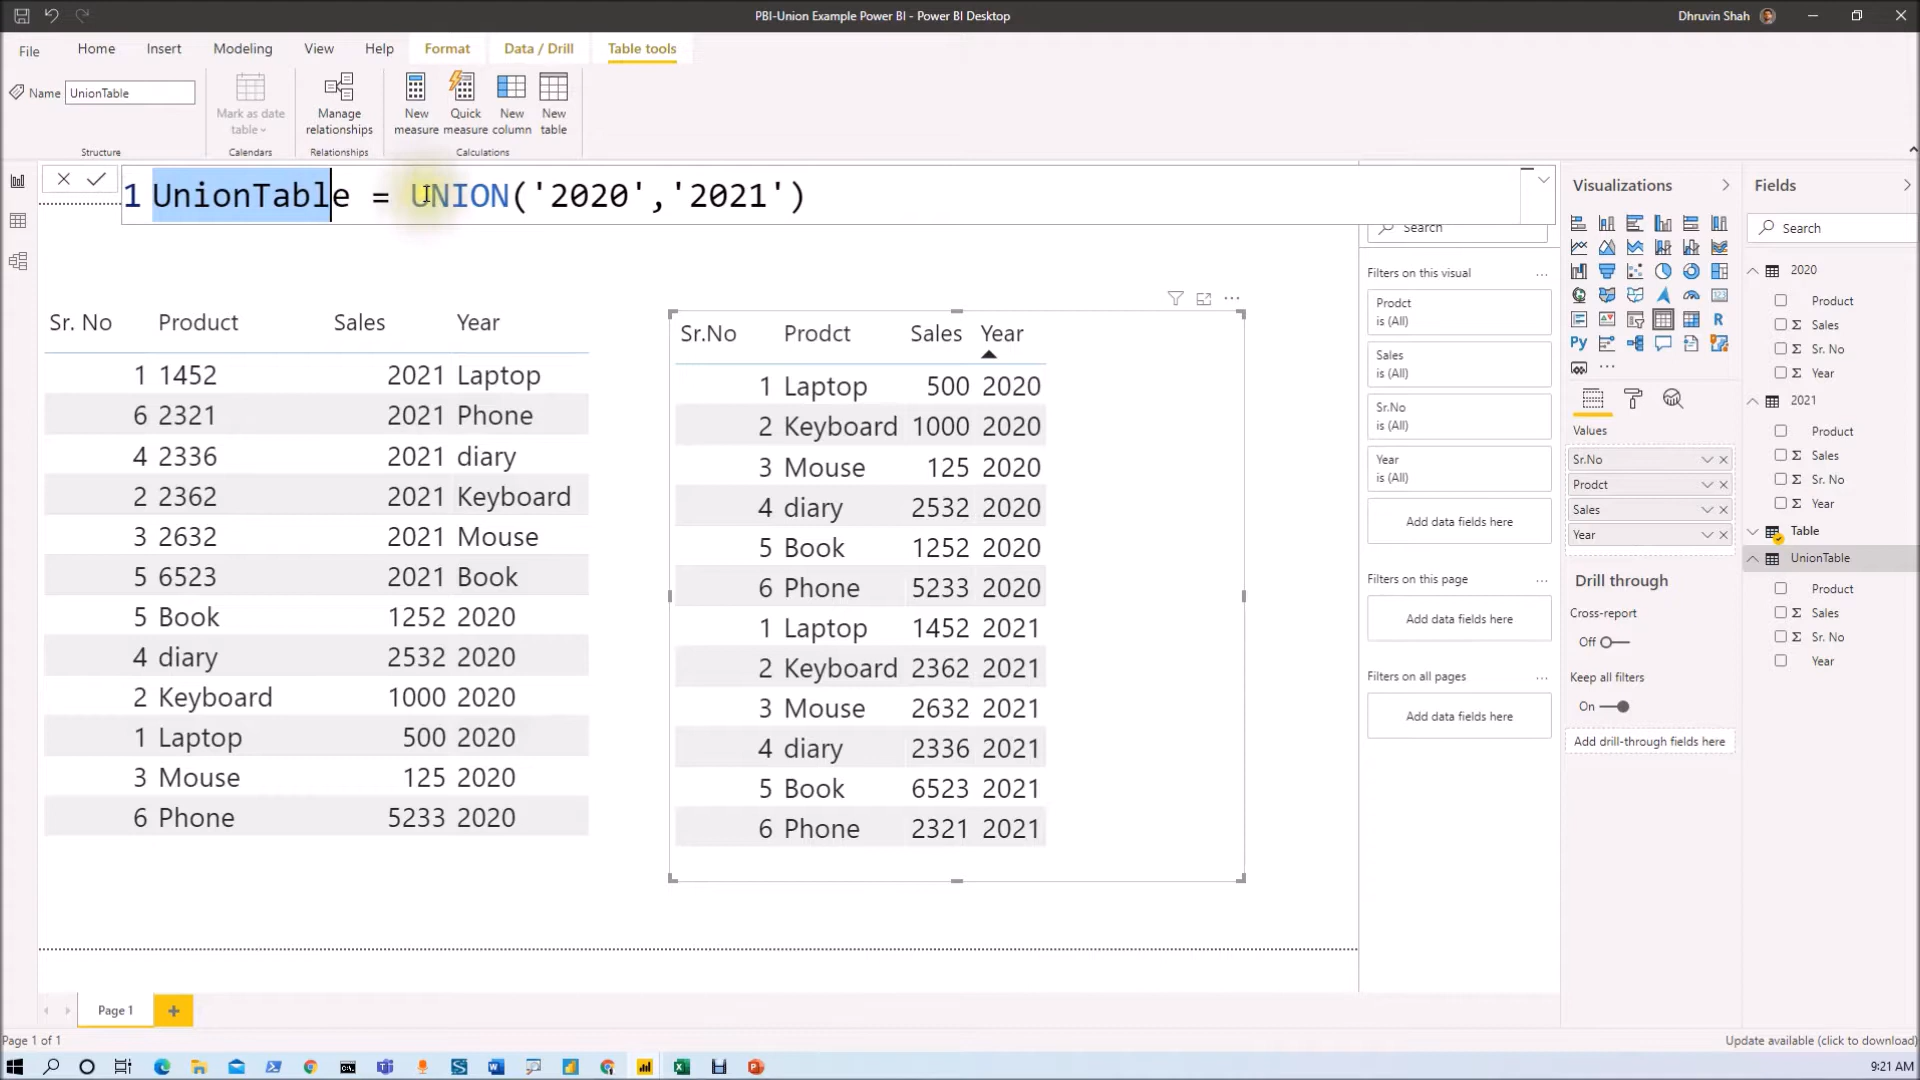 PBI-Union Example Power BI - Power BI Desktop
Dhruvin Shah
File Home Insert Modeling View Help Format Data / Drill Table tools
Name UnionTable
Mark as date table
Manage relationships
New measure
Quick measure
New column
New table
Structure Calendars Relationships Calculations
1 UnionTable = UNION('2020','2021')
Sr. No Product Sales Year
1 1452 2021 Laptop
6 2321 2021 Phone
4 2336 2021 diary
2 2362 2021 Keyboard
3 2632 2021 Mouse
5 6523 2021 Book
5 Book 1252 2020
4 diary 2532 2020
2 Keyboard 1000 2020
1 Laptop 500 2020
3 Mouse 125 2020
6 Phone 5233 2020
Sr.No Prodct Sales Year
1 Laptop 500 2020
2 Keyboard 1000 2020
3 Mouse 125 2020
4 diary 2532 2020
5 Book 1252 2020
6 Phone 5233 2020
1 Laptop 1452 2021
2 Keyboard 2362 2021
3 Mouse 2632 2021
4 diary 2336 2021
5 Book 6523 2021
6 Phone 2321 2021
Search
Filters on this visual ...
Prodct
is (All)
Sales
is (All)
Sr.No
is (All)
Year
is (All)
Add data fields here
Filters on this page ...
Add data fields here
Filters on all pages ...
Add data fields here
Visualizations
R
Py
...
Values
Sr.No
Prodct
Sales
Year
Drill through
Cross-report
Off
Keep all filters
On
Add drill-through fields here
Fields
Search
2020
Product
Σ Sales
Σ Sr. No
Σ Year
2021
Product
Σ Sales
Σ Sr. No
Σ Year
Table
UnionTable
Product
Σ Sales
Σ Sr. No
Year
Page 1
+
Page 1 of 1
Update available (click to download)
9:21 AM